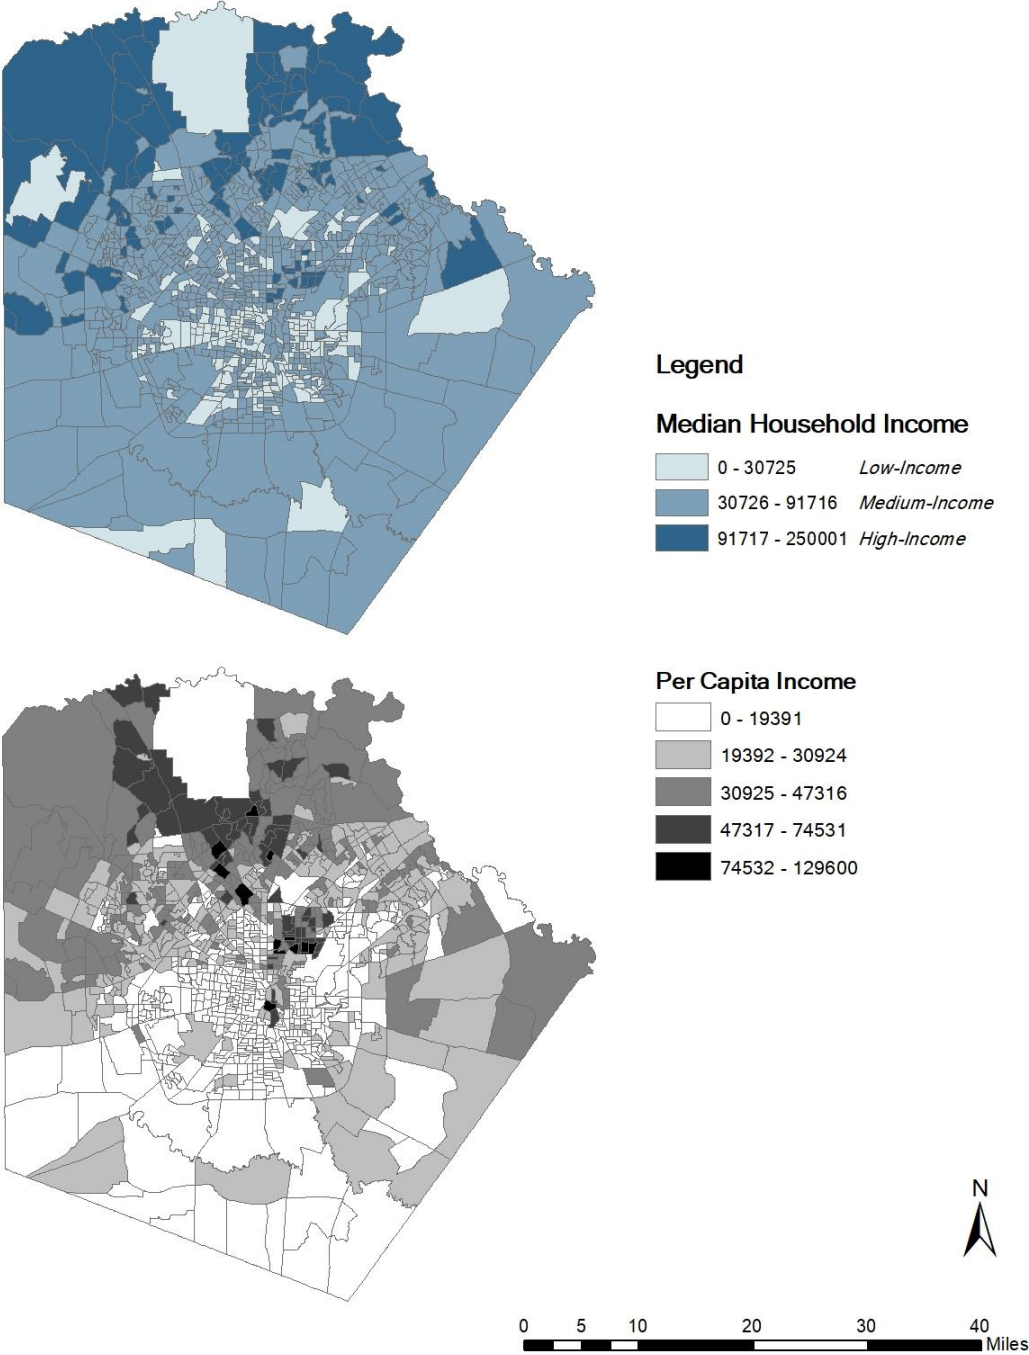 Legend
Median Household Income
0 - 30725 Low-Income
30726 - 91716 Medium-Income
91717 - 250001 High-Income
Per Capita Income
0 - 19391
19392 - 30924
30925 - 47316
47317 - 74531
74532 - 129600
N
0 5 10 20 30 40
Miles